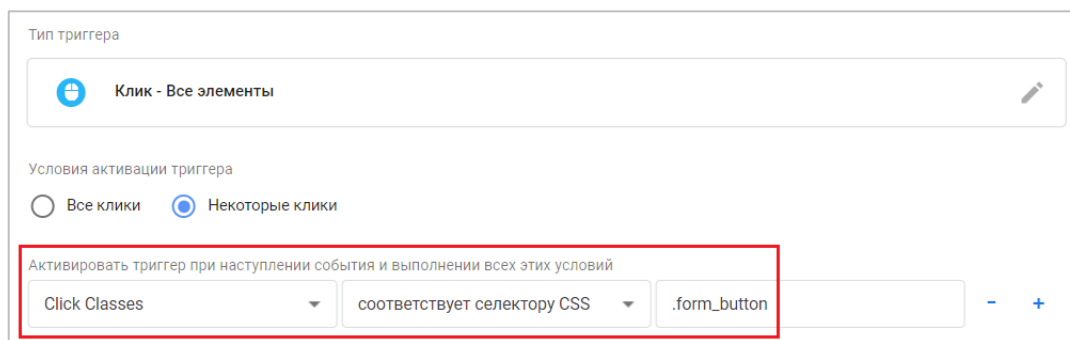 Тип триггера
Клик - Все элементы
Условия активации триггера
Все клики Некоторые клики
Активировать триггер при наступлении события и выполнении всех этих условий
Click Classes соответствует селектору CSS .form_button - +